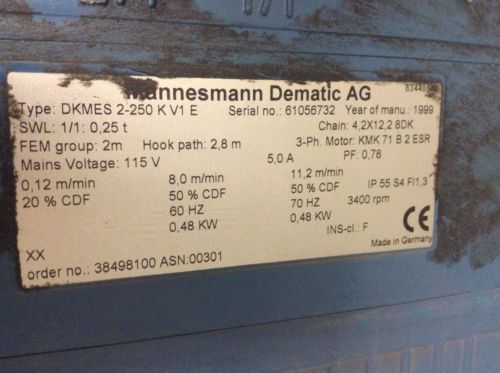 Mannesmann Dematic AG
Type: DKMES 2-250 K V1 E Serial no.: 61056732 Year of manu.: 1999
SWL: 1/1: 0,25 t Chain: 4,2X12,2 8DK
FEM group: 2m Hook path: 2,8 m 3-Ph. Motor: KMK 71 B 2 ESR
Mains Voltage: 115 V 5,0 A PF: 0,78
0,12 m/min 8,0 m/min 11,2 m/min
20 % CDF 50 % CDF 50 % CDF IP 55 S4 FI1,3
60 HZ 70 HZ 3400 rpm
0,48 KW 0,48 KW
INS-cl.: F CE
XX Made in Germany
order no.: 38498100 ASN:00301